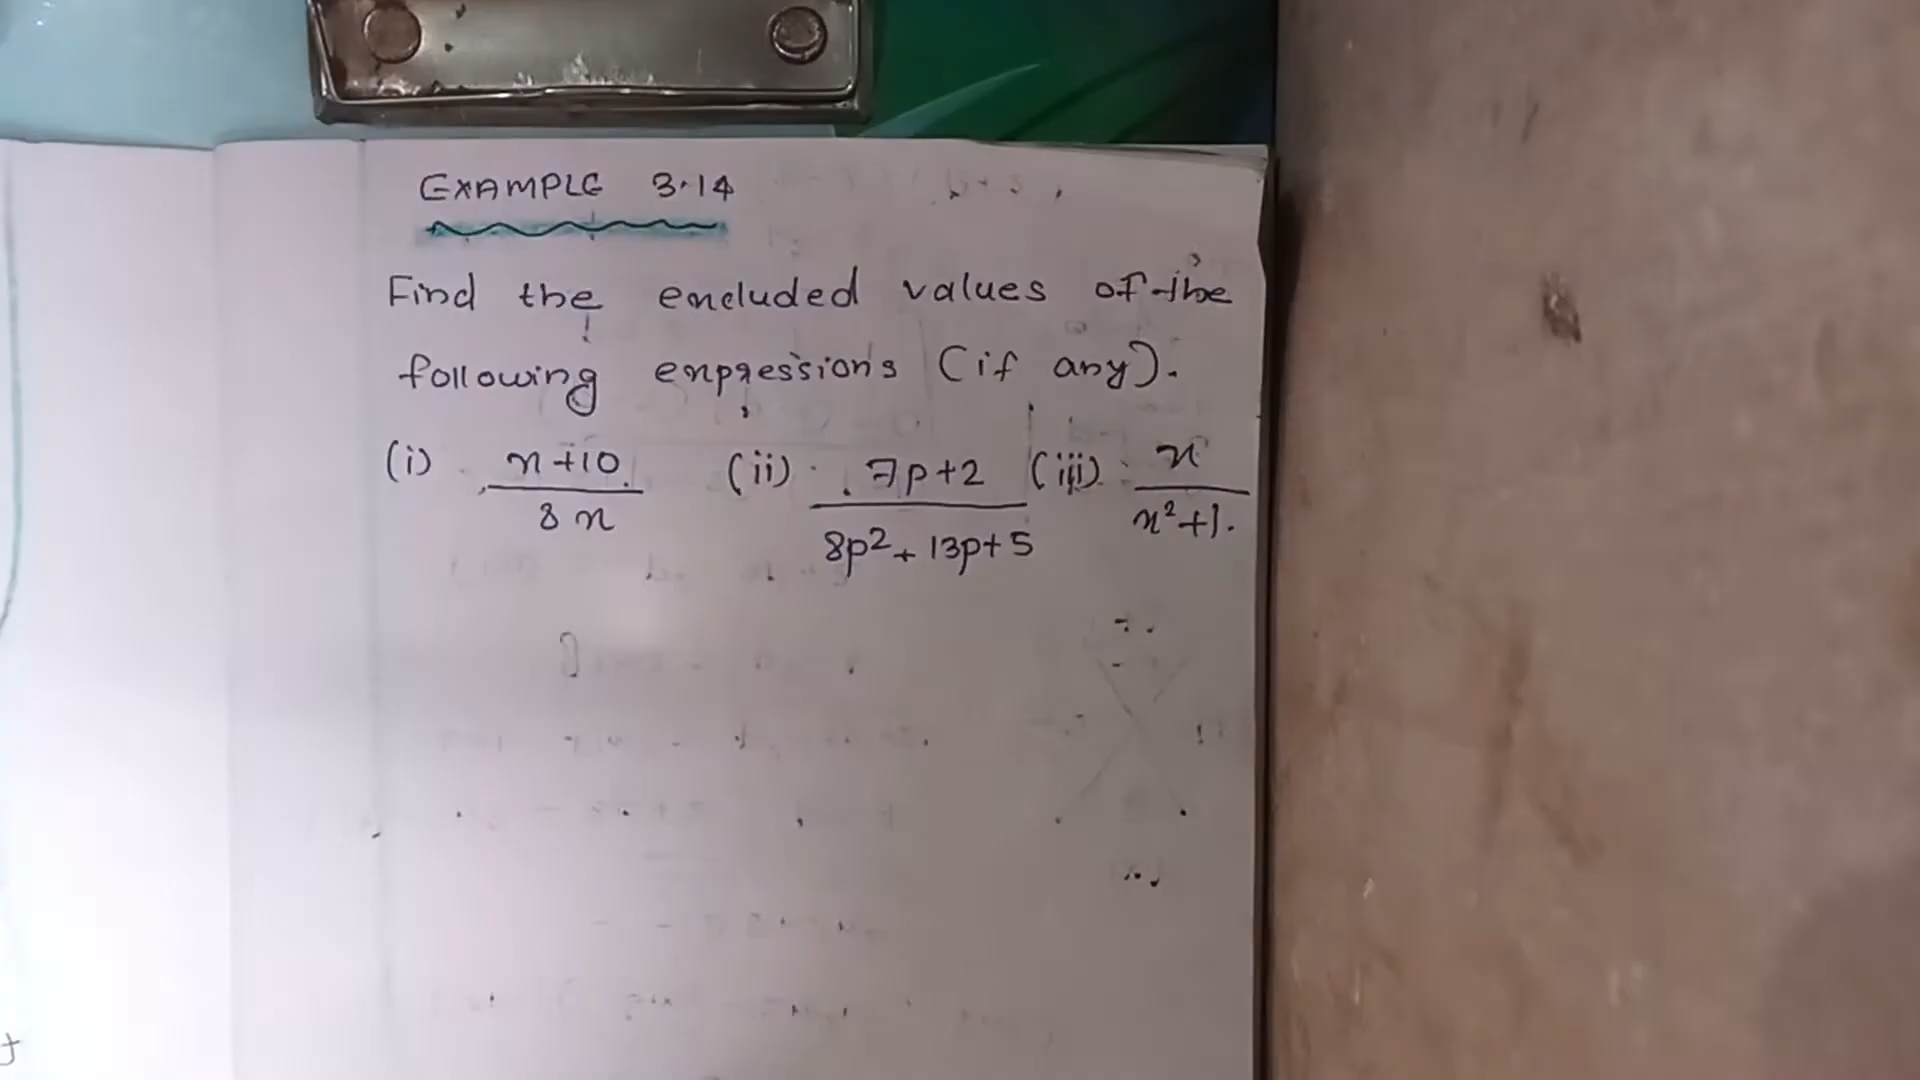 EXAMPLE 3.14
Find the excluded values of the
following expressions (if any).
(i) x+10 / 8x (ii) 7p+2 / 8p²+13p+5 (iii) x / x²+1.